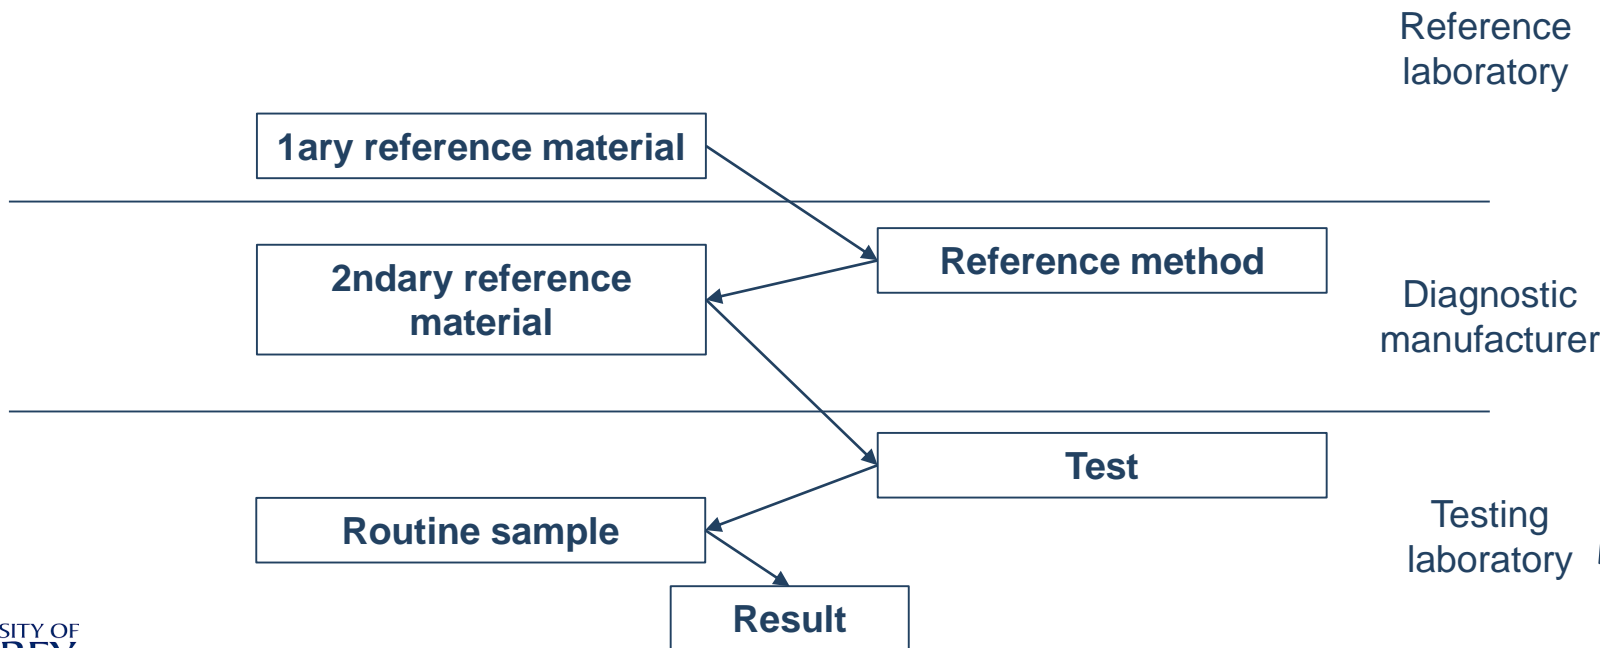 Reference
laboratory
1ary reference material
Reference method
2ndary reference
material
Diagnostic
manufacturer
Test
Testing
laboratory
Routine sample
Result
OF